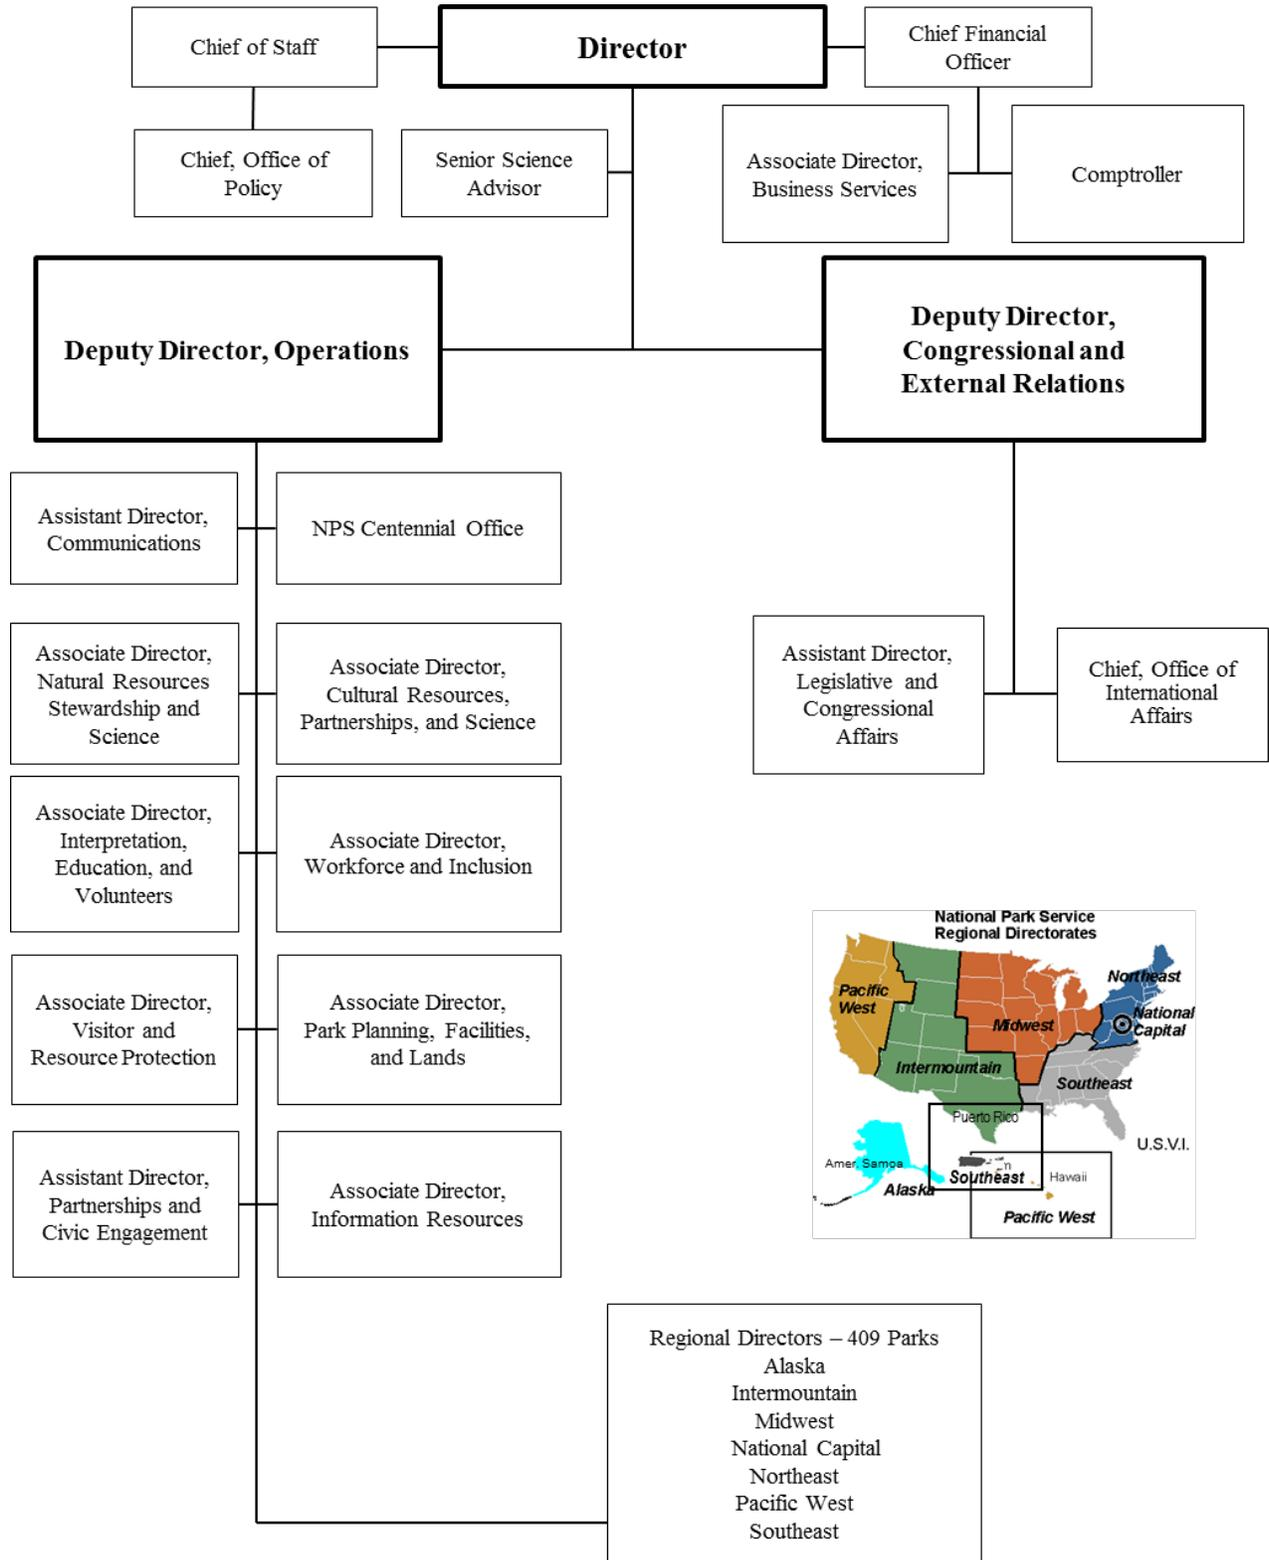 Chief of Staff
Director
Chief Financial
Officer
Chief, Office of
Policy
Senior Science
Advisor
Associate Director,
Business Services
Comptroller
Deputy Director, Operations
Deputy Director,
Congressional and
External Relations
Assistant Director,
Communications
NPS Centennial Office
Associate Director,
Natural Resources
Stewardship and
Science
Associate Director,
Cultural Resources,
Partnerships, and Science
Assistant Director,
Legislative and
Congressional
Affairs
Chief, Office of
International
Affairs
Associate Director,
Interpretation,
Education, and
Volunteers
Associate Director,
Workforce and Inclusion
Associate Director,
Visitor and
Resource Protection
Associate Director,
Park Planning, Facilities,
and Lands
Assistant Director,
Partnerships and
Civic Engagement
Associate Director,
Information Resources
National Park Service
Regional Directorates
Pacific
West
Northeast
National
Capital
Midwest
Intermountain
Southeast
Puerto Rico
U.S.V.I.
Amer. Samoa
Alaska
Southeast
Hawaii
Pacific West
Regional Directors – 409 Parks
Alaska
Intermountain
Midwest
National Capital
Northeast
Pacific West
Southeast